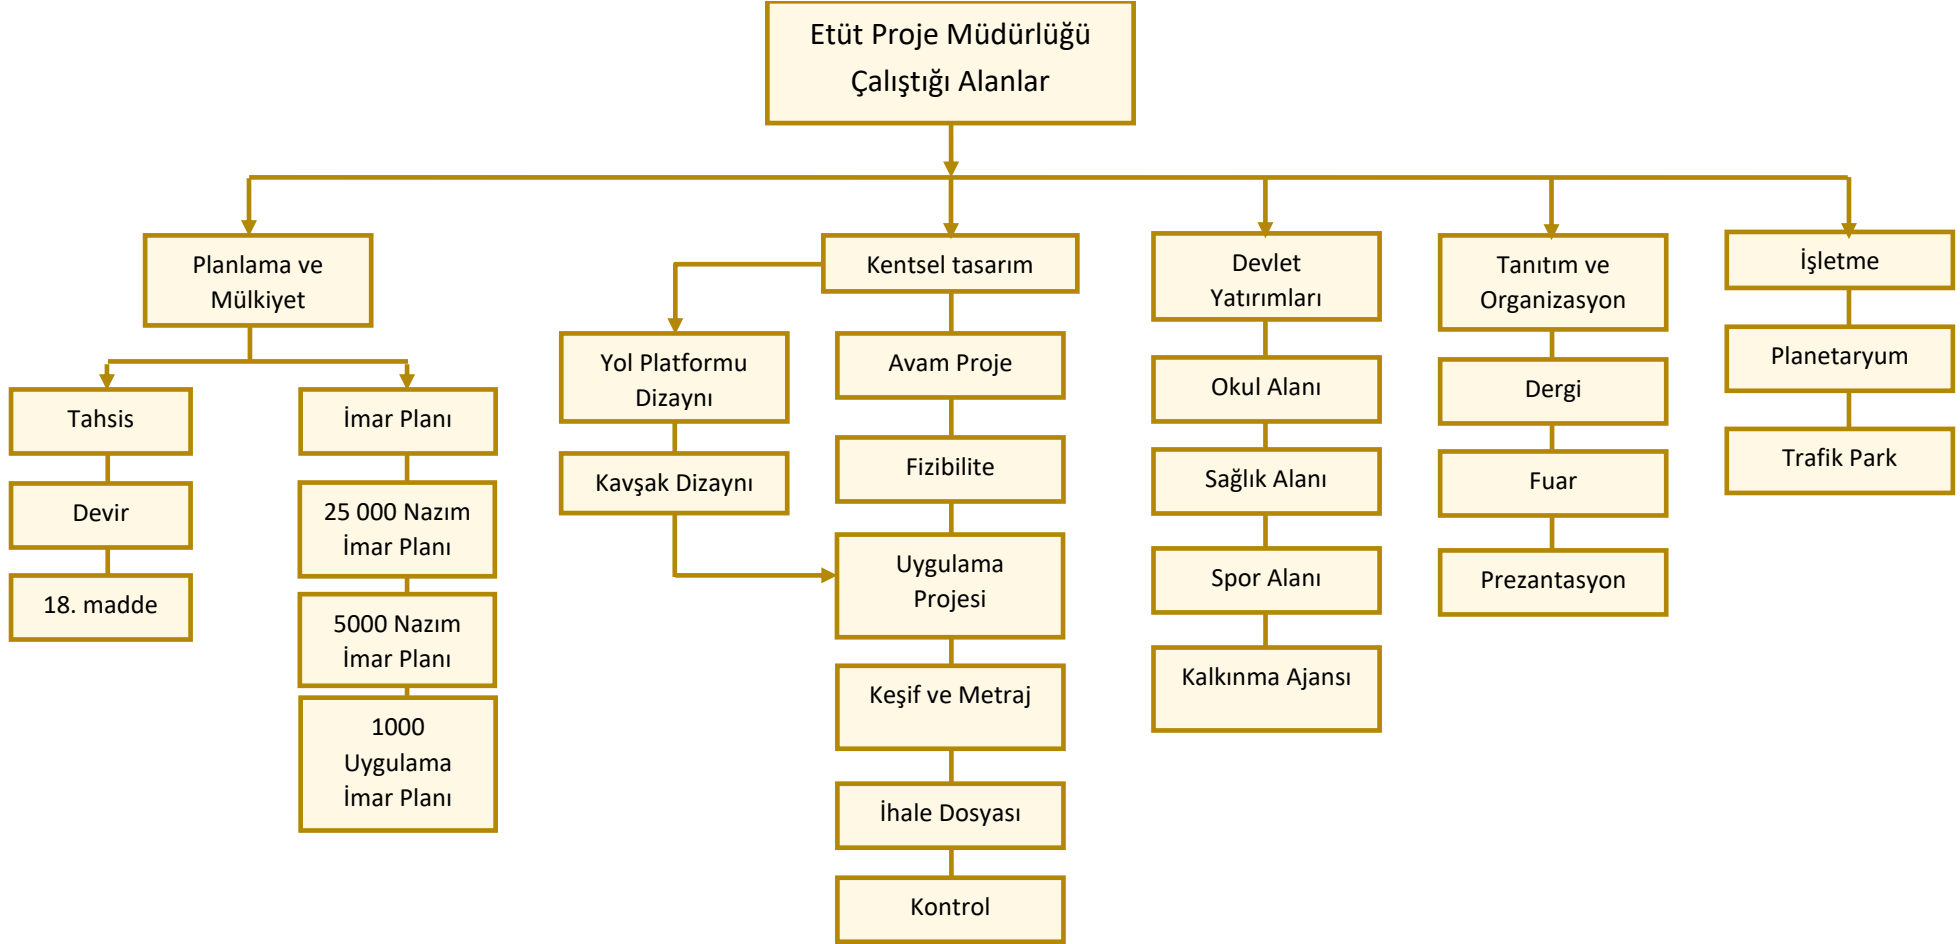 Etüt Proje Müdürlüğü
Çalıştığı Alanlar
Planlama ve
Mülkiyet
Tahsis
Devir
18. madde
İmar Planı
25 000 Nazım
İmar Planı
5000 Nazım
İmar Planı
1000
Uygulama
İmar Planı
Kentsel tasarım
Yol Platformu
Dizaynı
Kavşak Dizaynı
Avam Proje
Fizibilite
Uygulama
Projesi
Keşif ve Metraj
İhale Dosyası
Kontrol
Devlet
Yatırımları
Okul Alanı
Sağlık Alanı
Spor Alanı
Kalkınma Ajansı
Tanıtım ve
Organizasyon
Dergi
Fuar
Prezantasyon
İşletme
Planetaryum
Trafik Park